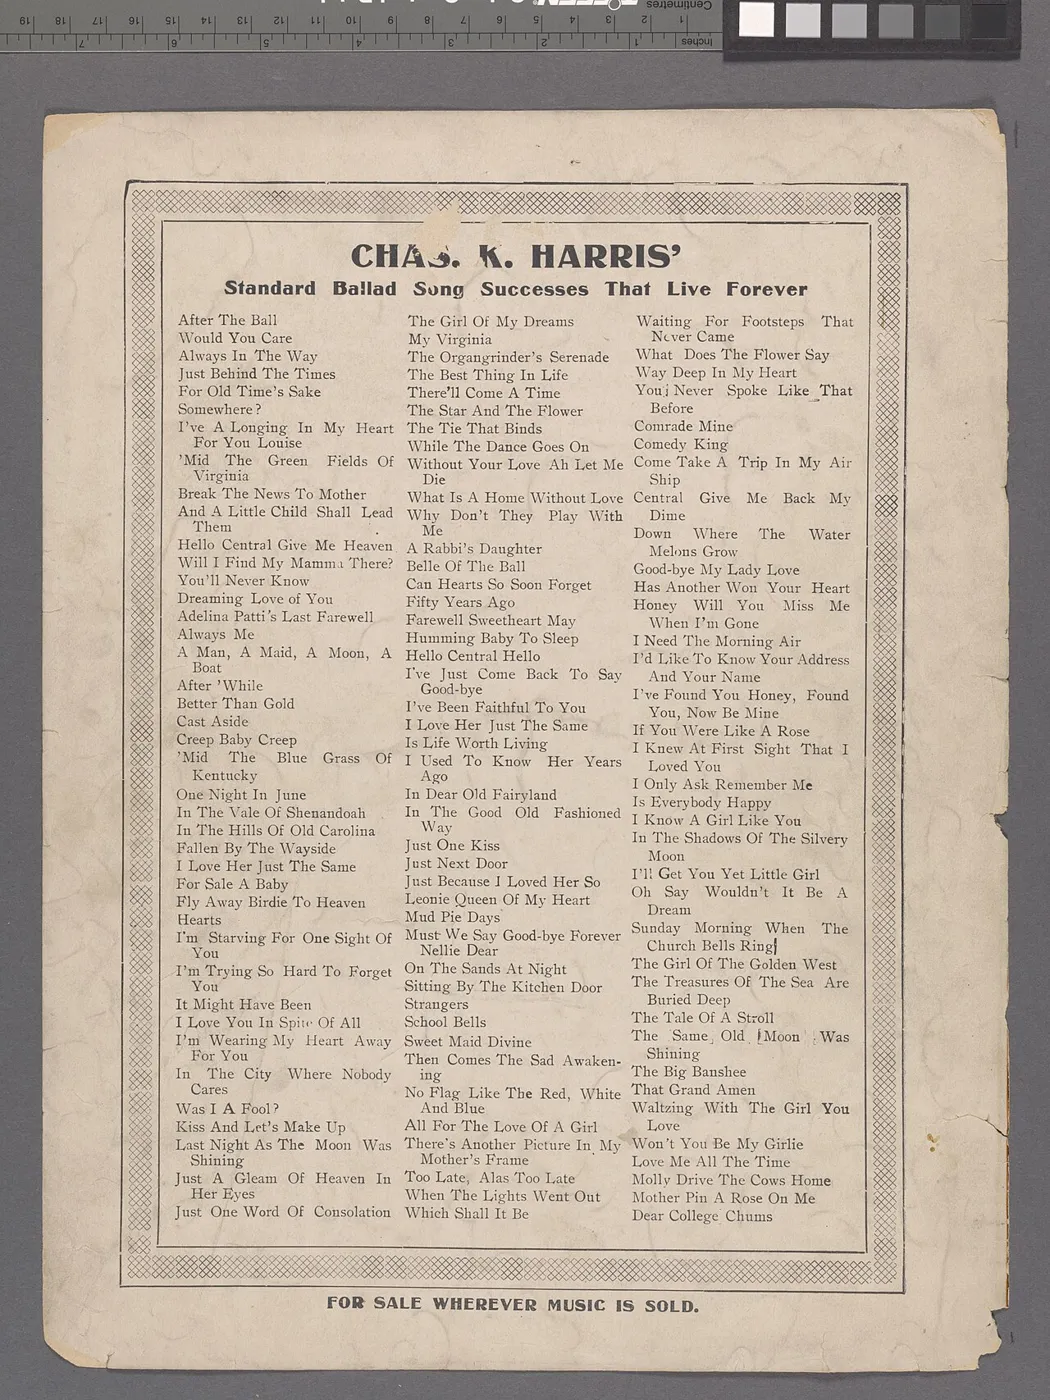 Centimetres
1 2 3 4 5 6 7 8 9 10 11 12 13 14 15 16 17 18 19
Inches
1 2 3 4 5 6 7
CHAS. K. HARRIS'
Standard Ballad Song Successes That Live Forever
After The Ball
Would You Care
Always In The Way
Just Behind The Times
For Old Time's Sake
Somewhere?
I've A Longing In My Heart
For You Louise
'Mid The Green Fields Of
Virginia
Break The News To Mother
And A Little Child Shall Lead
Them
Hello Central Give Me Heaven
Will I Find My Mamma There?
You'll Never Know
Dreaming Love of You
Adelina Patti's Last Farewell
Always Me
A Man, A Maid, A Moon, A
Boat
After 'While
Better Than Gold
Cast Aside
Creep Baby Creep
'Mid The Blue Grass Of
Kentucky
One Night In June
In The Vale Of Shenandoah
In The Hills Of Old Carolina
Fallen By The Wayside
I Love Her Just The Same
For Sale A Baby
Fly Away Birdie To Heaven
Hearts
I'm Starving For One Sight Of
You
I'm Trying So Hard To Forget
You
It Might Have Been
I Love You In Spite Of All
I'm Wearing My Heart Away
For You
In The City Where Nobody
Cares
Was I A Fool?
Kiss And Let's Make Up
Last Night As The Moon Was
Shining
Just A Gleam Of Heaven In
Her Eyes
Just One Word Of Consolation
The Girl Of My Dreams
My Virginia
The Organgrinder's Serenade
The Best Thing In Life
There'll Come A Time
The Star And The Flower
The Tie That Binds
While The Dance Goes On
Without Your Love Ah Let Me
Die
What Is A Home Without Love
Why Don't They Play With
Me
A Rabbi's Daughter
Belle Of The Ball
Can Hearts So Soon Forget
Fifty Years Ago
Farewell Sweetheart May
Humming Baby To Sleep
Hello Central Hello
I've Just Come Back To Say
Good-bye
I've Been Faithful To You
I Love Her Just The Same
Is Life Worth Living
I Used To Know Her Years
Ago
In Dear Old Fairyland
In The Good Old Fashioned
Way
Just One Kiss
Just Next Door
Just Because I Loved Her So
Leonie Queen Of My Heart
Mud Pie Days
Must We Say Good-bye Forever
Nellie Dear
On The Sands At Night
Sitting By The Kitchen Door
Strangers
School Bells
Sweet Maid Divine
Then Comes The Sad Awaken-
ing
No Flag Like The Red, White
And Blue
All For The Love Of A Girl
There's Another Picture In My
Mother's Frame
Too Late, Alas Too Late
When The Lights Went Out
Which Shall It Be
Waiting For Footsteps That
Never Came
What Does The Flower Say
Way Deep In My Heart
You Never Spoke Like That
Before
Comrade Mine
Comedy King
Come Take A Trip In My Air
Ship
Central Give Me Back My
Dime
Down Where The Water
Melons Grow
Good-bye My Lady Love
Has Another Won Your Heart
Honey Will You Miss Me
When I'm Gone
I Need The Morning Air
I'd Like To Know Your Address
And Your Name
I've Found You Honey, Found
You, Now Be Mine
If You Were Like A Rose
I Knew At First Sight That I
Loved You
I Only Ask Remember Me
Is Everybody Happy
I Know A Girl Like You
In The Shadows Of The Silvery
Moon
I'll Get You Yet Little Girl
Oh Say Wouldn't It Be A
Dream
Sunday Morning When The
Church Bells Ring
The Girl Of The Golden West
The Treasures Of The Sea Are
Buried Deep
The Tale Of A Stroll
The Same Old Moon Was
Shining
The Big Banshee
That Grand Amen
Waltzing With The Girl You
Love
Won't You Be My Girlie
Love Me All The Time
Molly Drive The Cows Home
Mother Pin A Rose On Me
Dear College Chums
FOR SALE WHEREVER MUSIC IS SOLD.